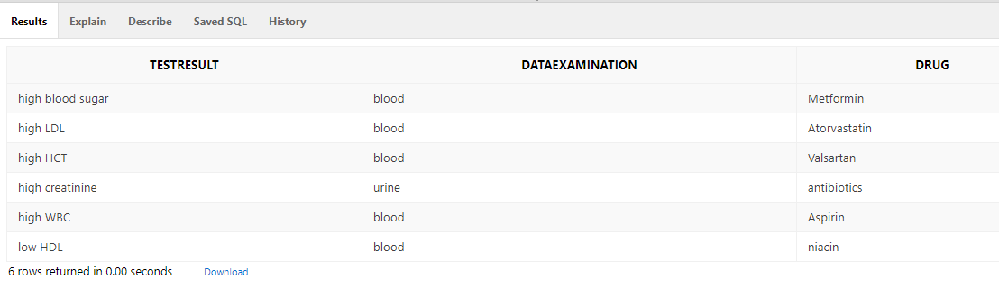 Results Explain Describe Saved SQL History
TESTRESULT DATAEXAMINATION DRUG
high blood sugar blood Metformin
high LDL blood Atorvastatin
high HCT blood Valsartan
high creatinine urine antibiotics
high WBC blood Aspirin
low HDL blood niacin
6 rows returned in 0.00 seconds Download